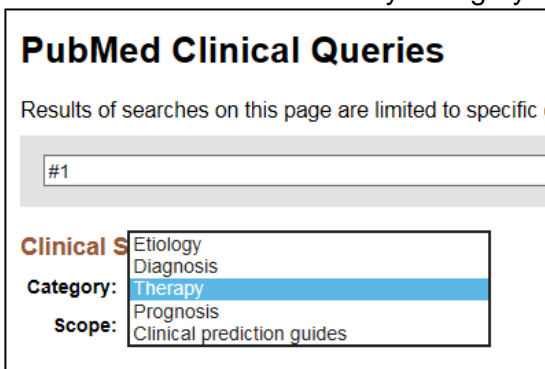 PubMed Clinical Queries
Results of searches on this page are limited to specific
#1
Clinical S
Etiology
Diagnosis
Category: Therapy
Prognosis
Scope:
Clinical prediction guides